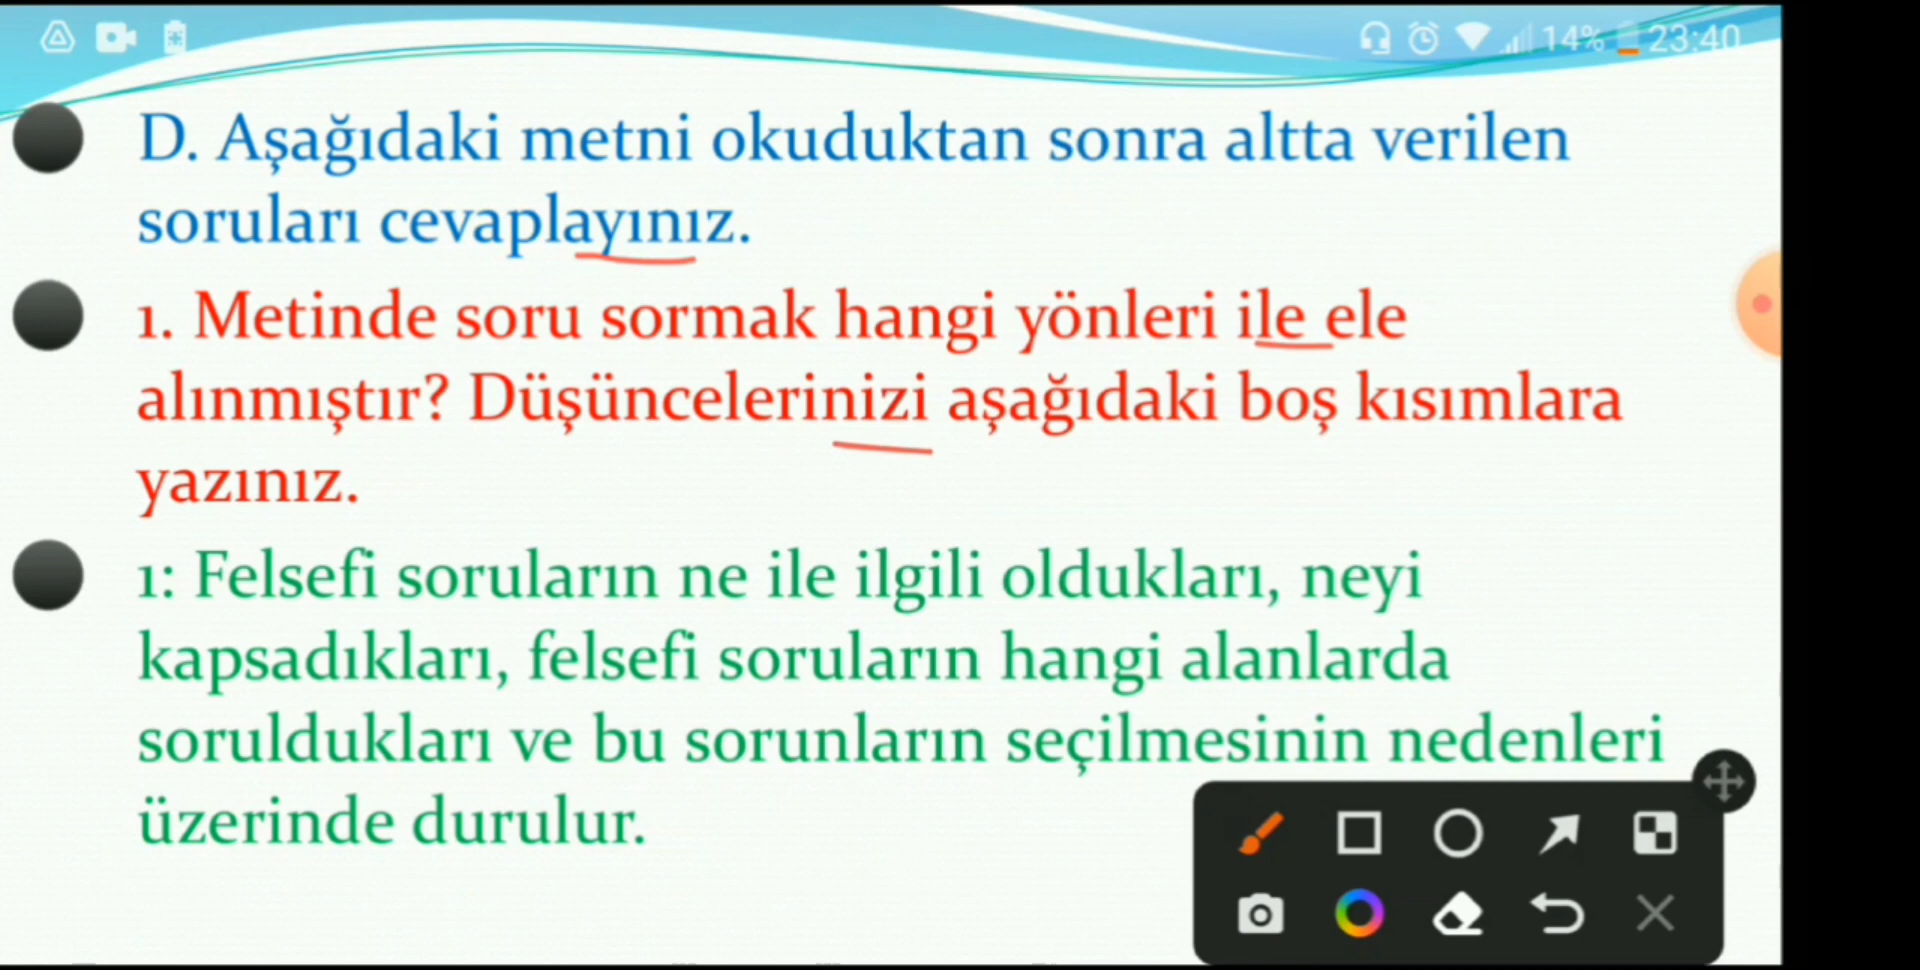 14% 23:40
D. Aşağıdaki metni okuduktan sonra altta verilen
soruları cevaplayınız.
1. Metinde soru sormak hangi yönleri ile ele
alınmıştır? Düşüncelerinizi aşağıdaki boş kısımlara
yazınız.
1: Felsefi soruların ne ile ilgili oldukları, neyi
kapsadıkları, felsefi soruların hangi alanlarda
soruldukları ve bu sorunların seçilmesinin nedenleri
üzerinde durulur.